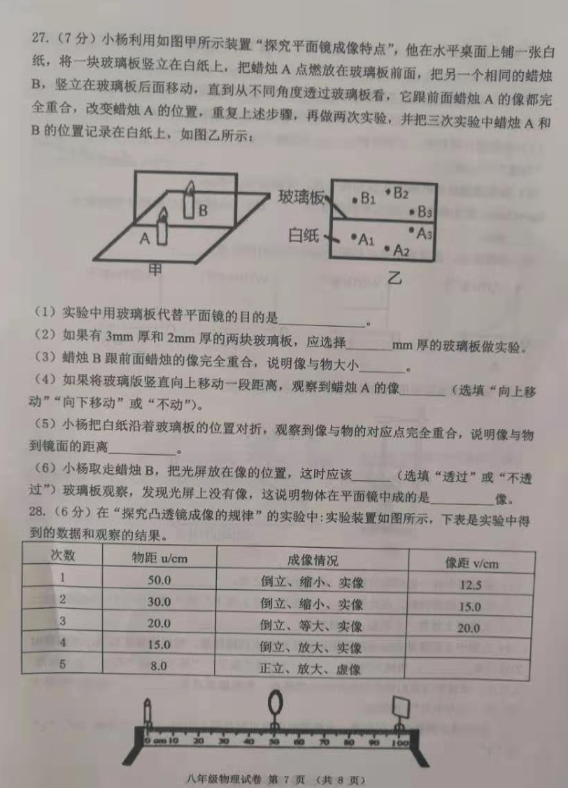 27.（7分）小杨利用如图甲所示装置“探究平面镜成像特点”，他在水平桌面上铺一张白
纸，将一块玻璃板竖立在白纸上，把蜡烛 A 点燃放在玻璃板前面，把另一个相同的蜡烛
B，竖立在玻璃板后面移动，直到从不同角度透过玻璃板看，它跟前面蜡烛 A 的像都完
全重合，改变蜡烛 A 的位置，重复上述步骤，再做两次实验，并把三次实验中蜡烛 A 和
B 的位置记录在白纸上，如图乙所示：
A B 甲
玻璃板 B1 B2 B3
白纸 A1 A2 A3
乙
（1）实验中用玻璃板代替平面镜的目的是______。
（2）如果有 3mm 厚和 2mm 厚的两块玻璃板，应选择______mm 厚的玻璃板做实验。
（3）蜡烛 B 跟前面蜡烛的像完全重合，说明像与物大小______。
（4）如果将玻璃版竖直向上移动一段距离，观察到蜡烛 A 的像______（选填“向上移
动”“向下移动”或“不动”）。
（5）小杨把白纸沿着玻璃板的位置对折，观察到像与物的对应点完全重合，说明像与物
到镜面的距离______。
（6）小杨取走蜡烛 B，把光屏放在像的位置，这时应该______（选填“透过”或“不透
过”）玻璃板观察，发现光屏上没有像，这说明物体在平面镜中成的是______像。
28.（6分）在“探究凸透镜成像的规律”的实验中:实验装置如图所示，下表是实验中得
到的数据和观察的结果。
次数 物距 u/cm 成像情况 像距 v/cm
1 50.0 倒立、缩小、实像 12.5
2 30.0 倒立、缩小、实像 15.0
3 20.0 倒立、等大、实像 20.0
4 15.0 倒立、放大、实像
5 8.0 正立、放大、虚像
0 cm 10 20 30 40 50 60 70 80 90 100
八年级物理试卷 第 7 页 （共 8 页）